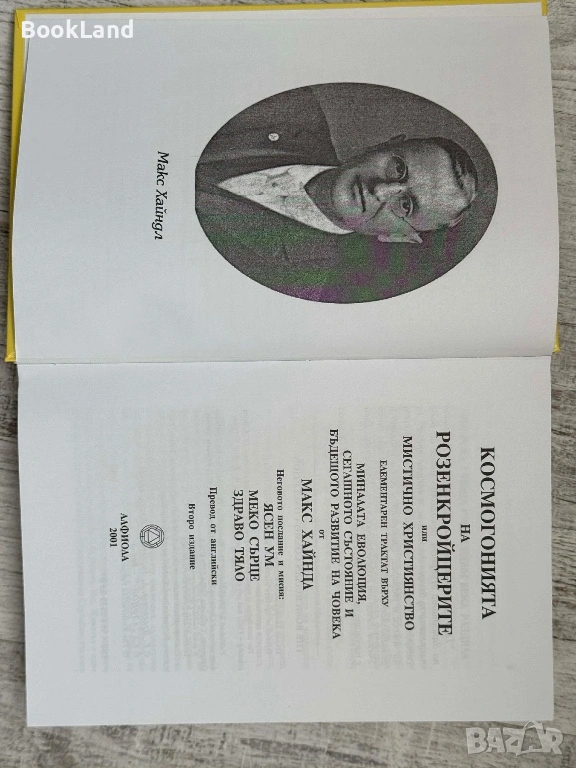 BookLand
Макс Хайндл
КОСМОГОНИЯТА
НА
РОЗЕНКРОЙЦЕРИТЕ
или
МИСТИЧНО ХРИСТИЯНСТВО
ЕЛЕМЕНТАРЕН ТРАКТАТ ВЪРХУ
МИНАЛАТА ЕВОЛЮЦИЯ,
СЕГАШНОТО СЪСТОЯНИЕ И
БЪДЕЩОТО РАЗВИТИЕ НА ЧОВЕКА
от
МАКС ХАЙНДА
Неговото послание и мисия:
ЯСЕН УМ
МЕКО СЪРЦЕ
ЗДРАВО ТЯЛО
Превод от английски
Второ издание
АЛФИОЛА
2001
BAZAR